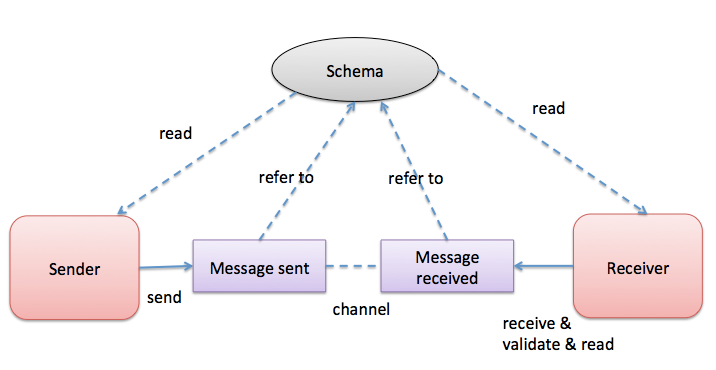 Schema
read
read
refer to
refer to
Sender
Message sent
Message
received
Receiver
send
channel
receive &
validate & read